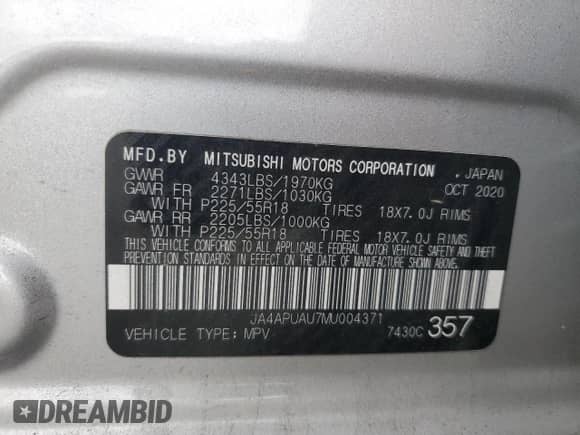 MFD.BY MITSUBISHI MOTORS CORPORATION , JAPAN
GVWR 4343LBS/1970KG OCT 2020
GAWR FR 2271LBS/1030KG
WITH P225/55R18 TIRES 18X7.0J RIMS
GAWR RR 2205LBS/1000KG
WITH P225/55R18 TIRES 18X7.0J RIMS
THIS VEHICLE CONFORMS TO ALL APPLICABLE FEDERAL MOTOR VEHICLE SAFETY AND THEFT
PREVENTION STANDARDS IN EFFECT ON THE DATE OF MANUFACTURE SHOWN ABOVE.
JA4APUAU7MU004371
VEHICLE TYPE: MPV 7430C 357
DREAMBID